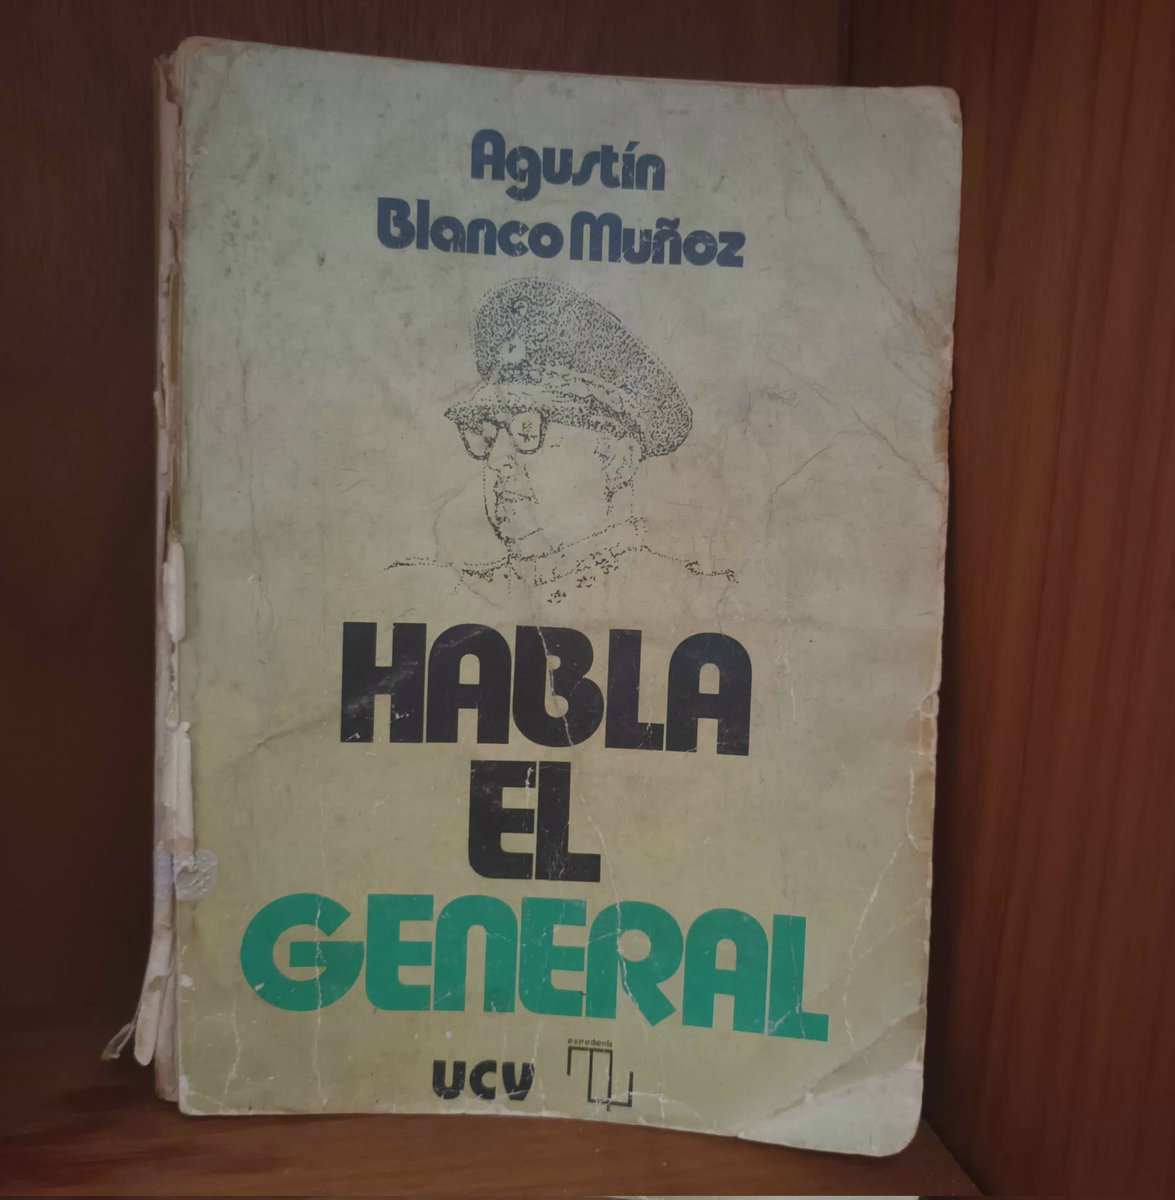 Agustín
Blanco Muñoz
HABLA
EL
GENERAL
UCV
expediente